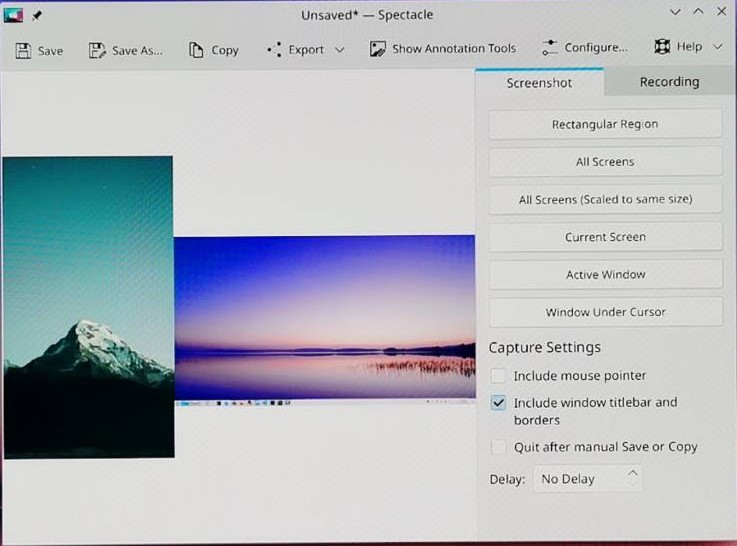 Unsaved* — Spectacle
Save Save As... Copy Export Show Annotation Tools Configure... Help
Screenshot Recording
Rectangular Region
All Screens
All Screens (Scaled to same size)
Current Screen
Active Window
Window Under Cursor
Capture Settings
Include mouse pointer
Include window titlebar and
borders
Quit after manual Save or Copy
Delay: No Delay